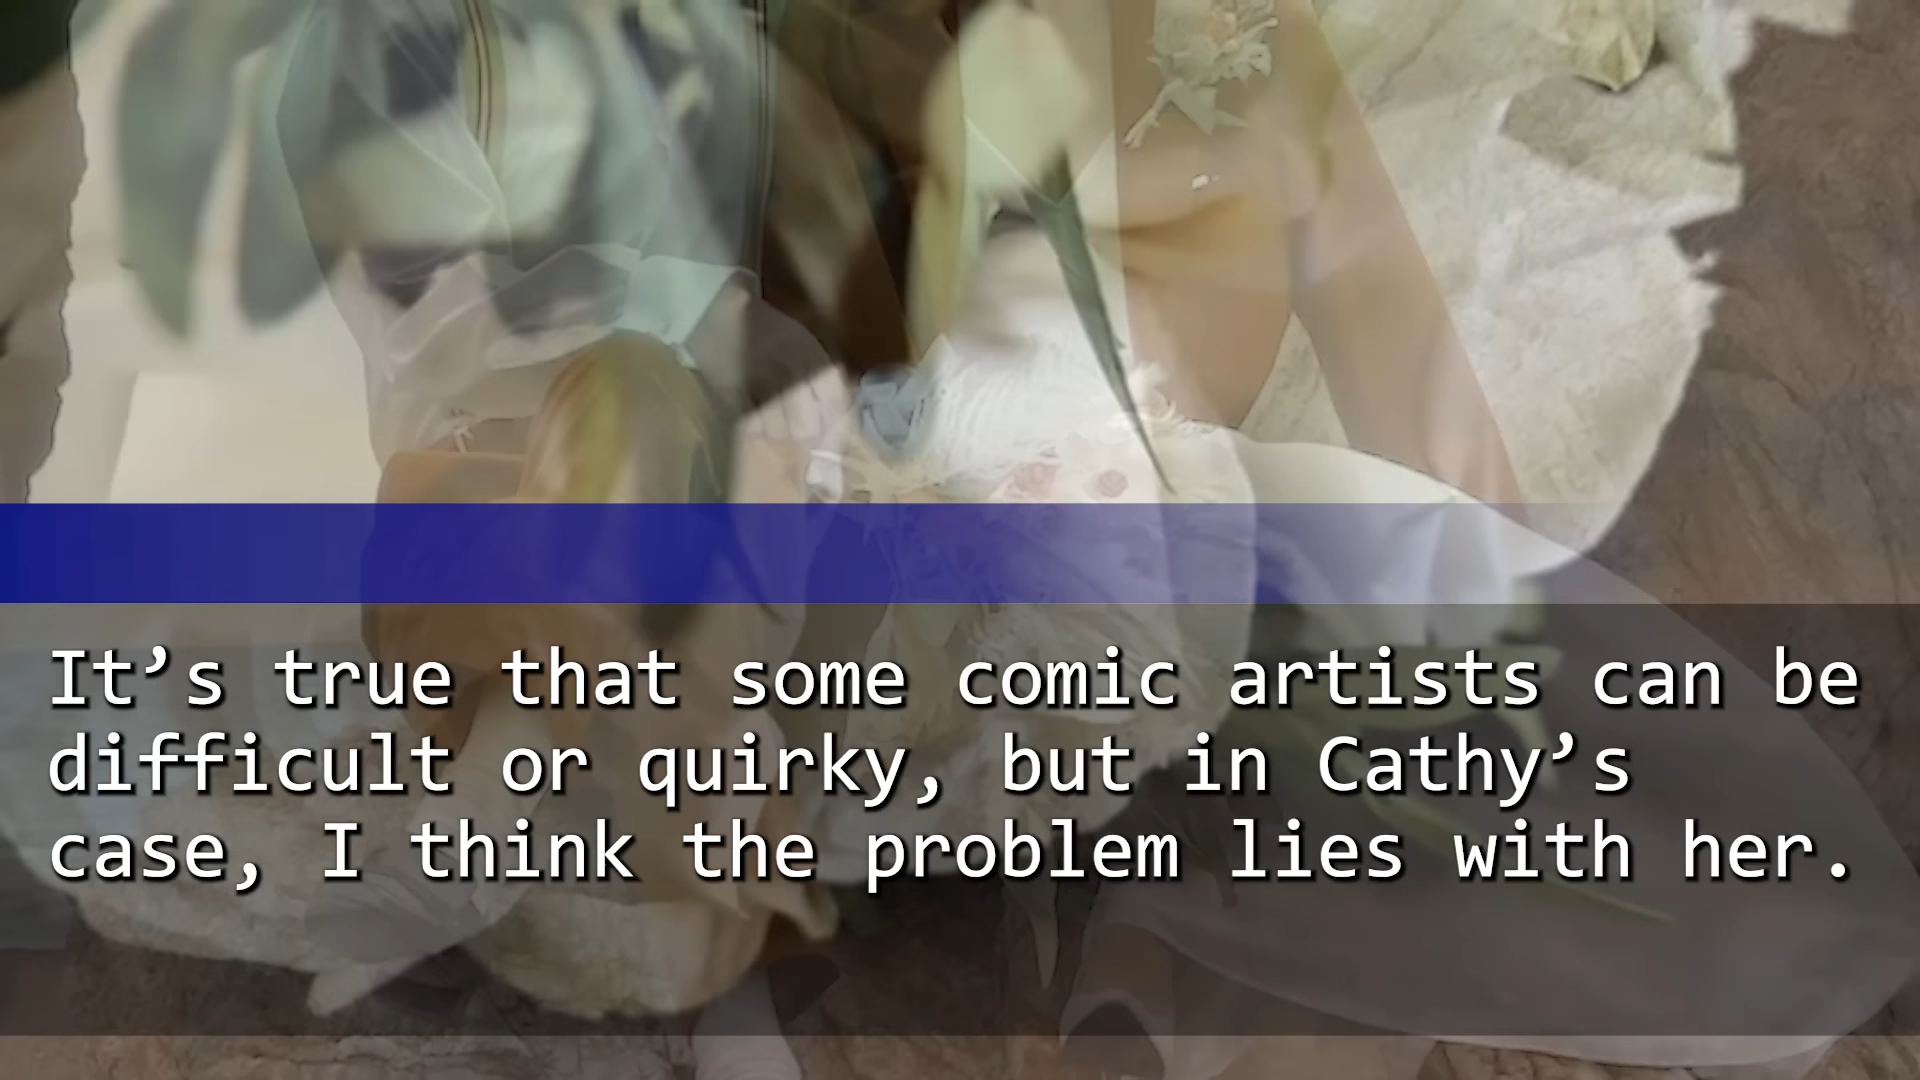 It’s true that some comic artists can be
difficult or quirky, but in Cathy’s
case, I think the problem lies with her.